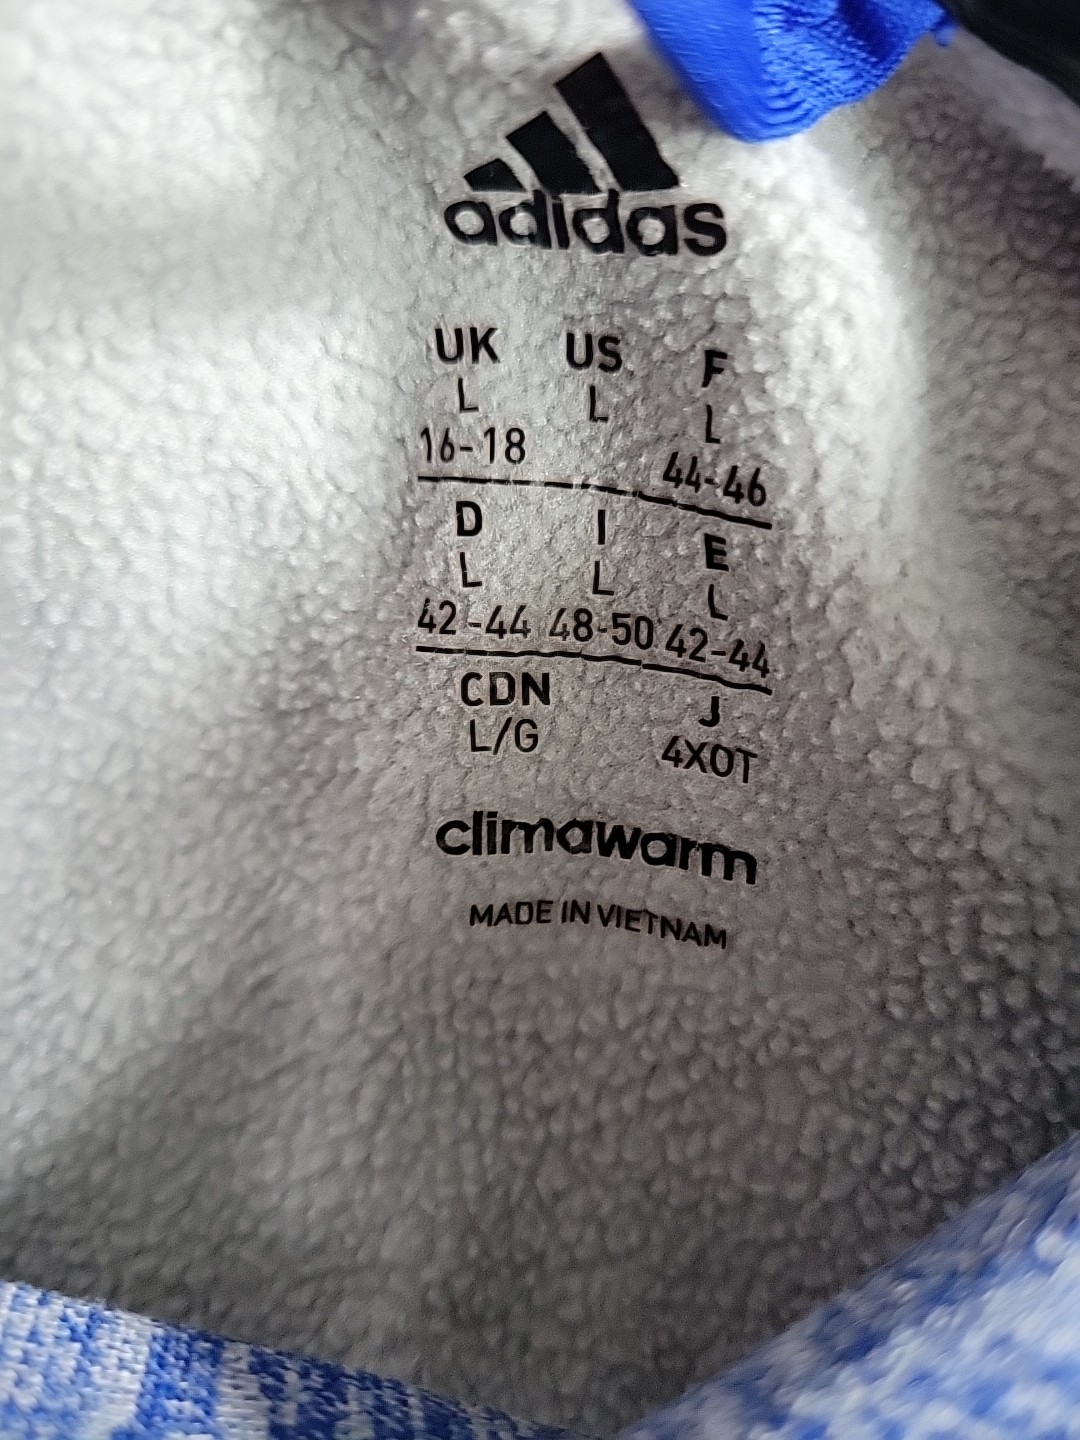 adidas
UK US F
L L L
16-18 44-46
D I E
L L L
42-44 48-50 42-44
CDN J
L/G 4XOT
climawarm
MADE IN VIETNAM